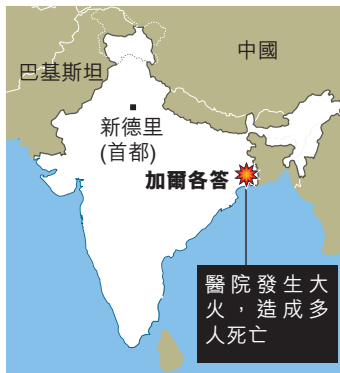 中國
巴基斯坦
新德里
(首都)
加爾各答
醫院發生大
火，造成多
人死亡